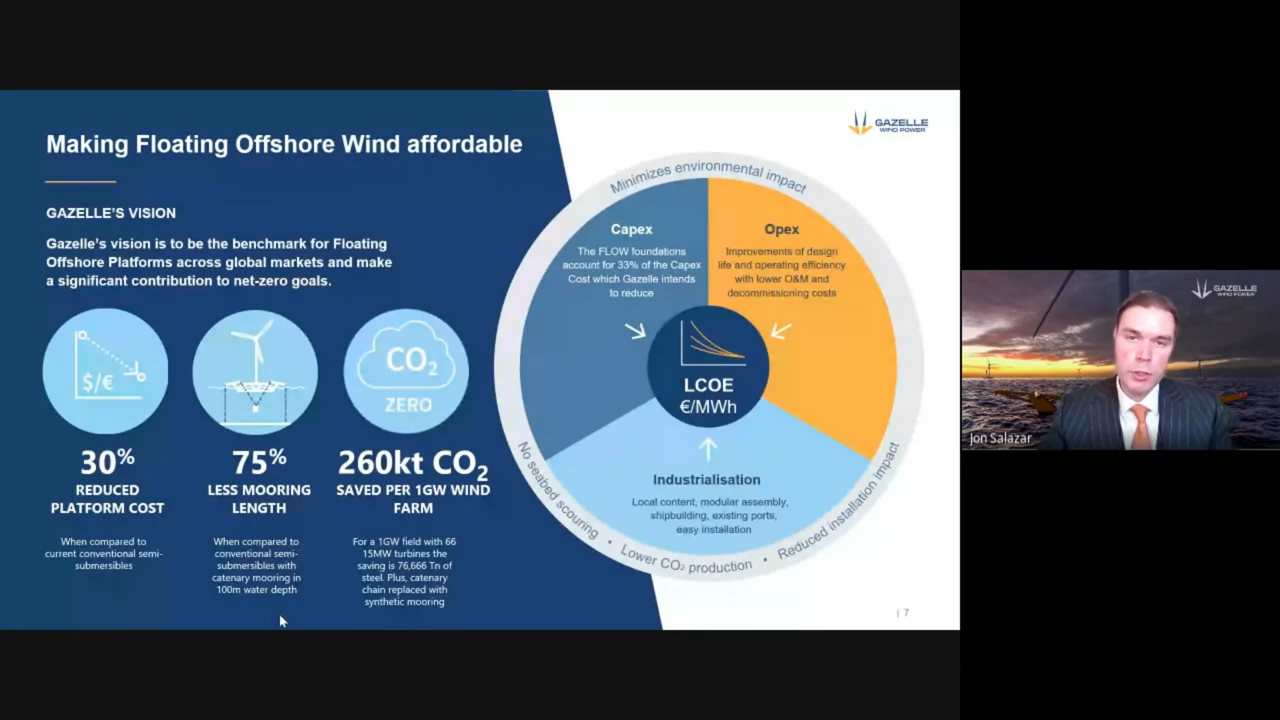 Making Floating Offshore Wind affordable
GAZELLE'S VISION
Gazelle's vision is to be the benchmark for Floating
Offshore Platforms across global markets and make
a significant contribution to net-zero goals.
$/€
CO₂
ZERO
30%
REDUCED
PLATFORM COST
When compared to
current conventional semi-
submersibles
75%
LESS MOORING
LENGTH
When compared to
conventional semi-
submersibles with
catenary mooring in
100m water depth
260kt CO₂
SAVED PER 1GW WIND
FARM
For a 1GW field with 66
15MW turbines the
saving is 76,666 Tn of
steel. Plus, catenary
chain replaced with
synthetic mooring
GAZELLE
WIND POWER
Minimizes environmental impact
Capex
The FLOW foundations
account for 33% of the Capex
Cost which Gazelle intends
to reduce
Opex
Improvements of design
life and operating efficiency
with lower O&M and
decommissioning costs
LCOE
€/MWh
Industrialisation
Local content, modular assembly,
shipbuilding, existing ports,
easy installation
No seabed scouring • Lower CO₂ production • Reduced installation impact
| 7
GAZELLE
WIND POWER
Jon Salazar